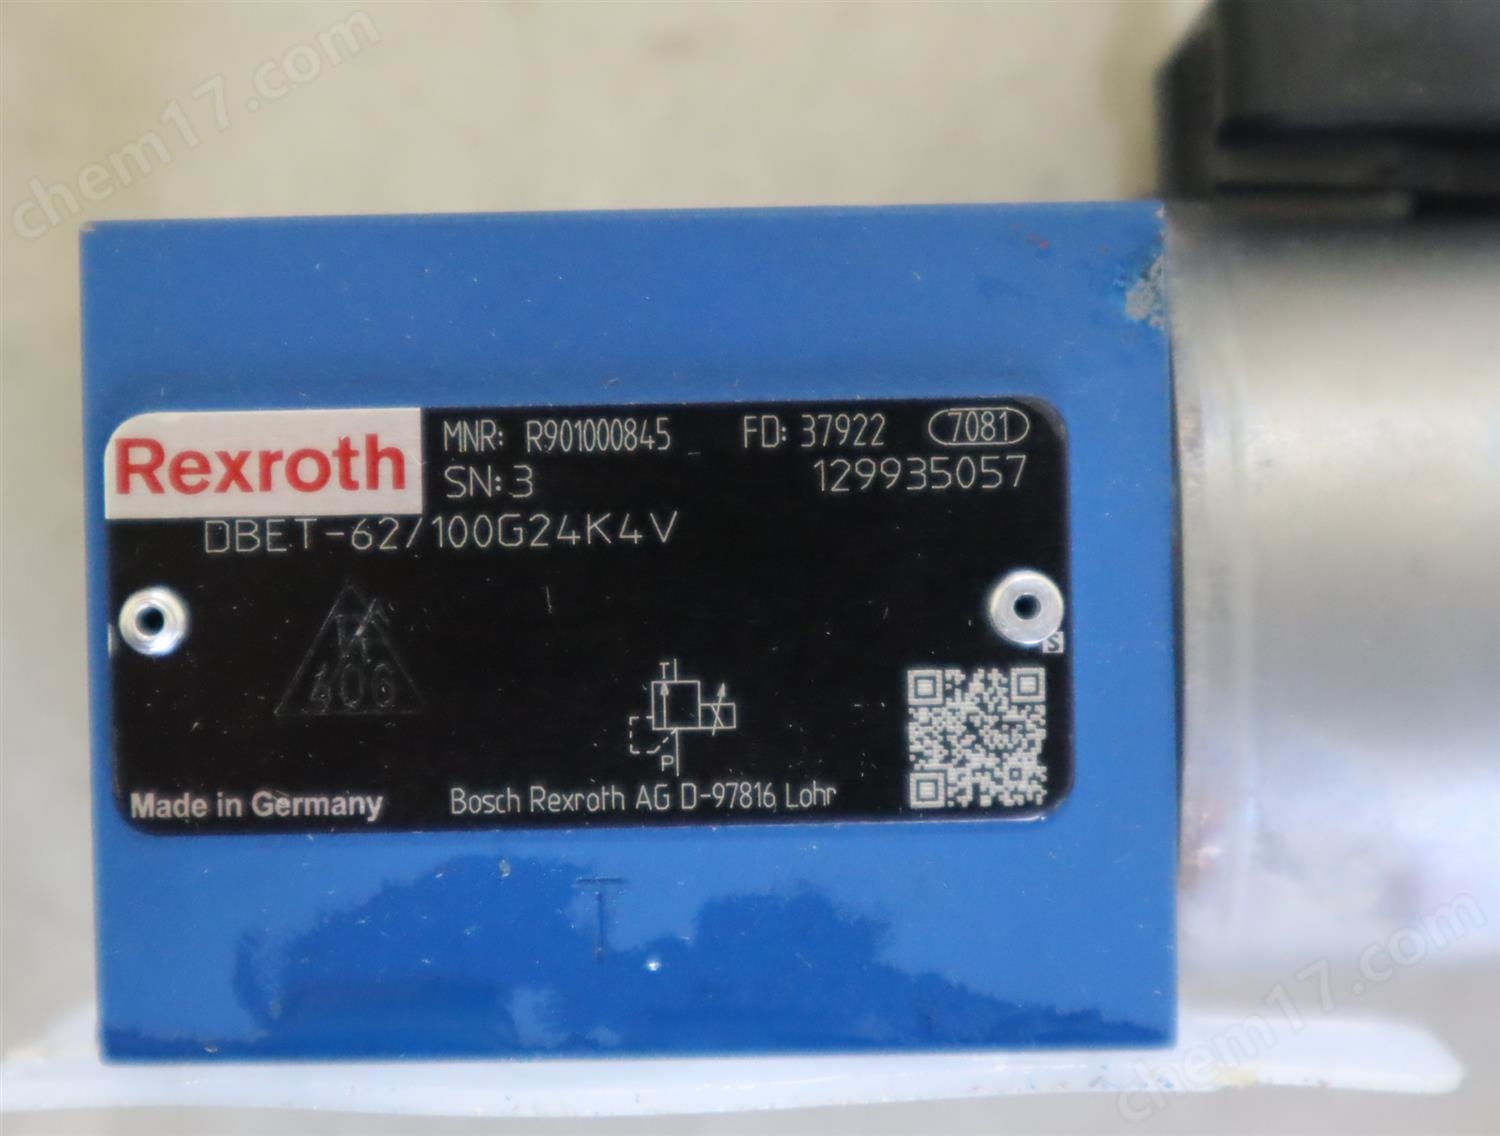 chem17.com
Rexroth
MNR: R901000845 FD: 37922 7081
SN: 3 129935057
DBET-62/100G24K4V
406
S
T
P
Made in Germany Bosch Rexroth AG D-97816 Lohr
T
chem17.com